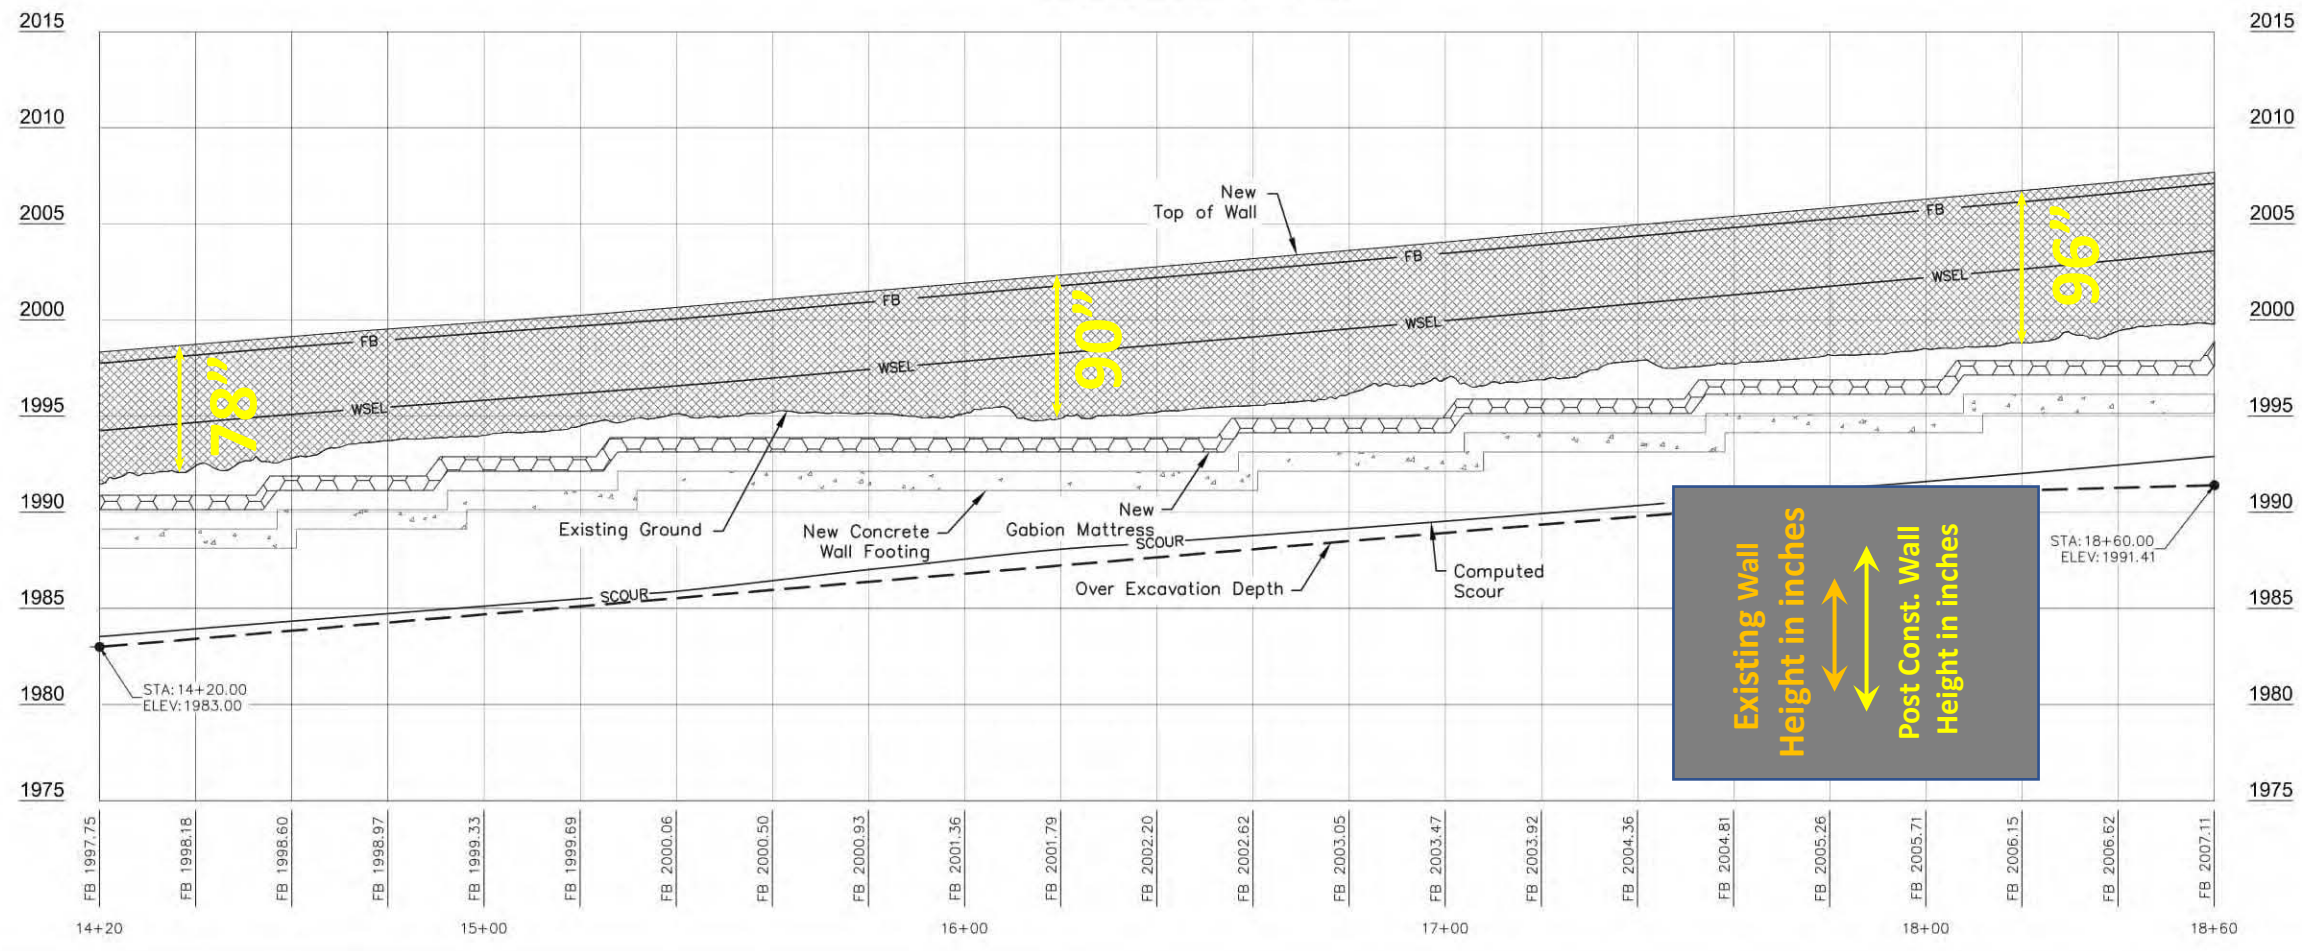 2015
2015
2010
2010
New
Top of Wall
2005
2005
FB
FB
FB
FB
WSEL
WSEL
WSEL
WSEL
96”
90”
78”
2000
2000
1995
1995
1990
1990
Existing Ground
New Concrete
Wall Footing
New
Gabion Mattress
SCOUR
SCOUR
Over Excavation Depth
Computed
Scour
STA:18+60.00
ELEV:1991.41
1985
1985
STA:14+20.00
ELEV:1983.00
1980
1980
Existing Wall
Height in inches
Post Const. Wall
Height in inches
1975
1975
FB 1997.75
FB 1998.18
FB 1998.60
FB 1998.97
FB 1999.33
FB 1999.69
FB 2000.06
FB 2000.50
FB 2000.93
FB 2001.36
FB 2001.79
FB 2002.20
FB 2002.62
FB 2003.05
FB 2003.47
FB 2003.92
FB 2004.36
FB 2004.81
FB 2005.26
FB 2005.71
FB 2006.15
FB 2006.62
FB 2007.11
14+20
15+00
16+00
17+00
18+00
18+60